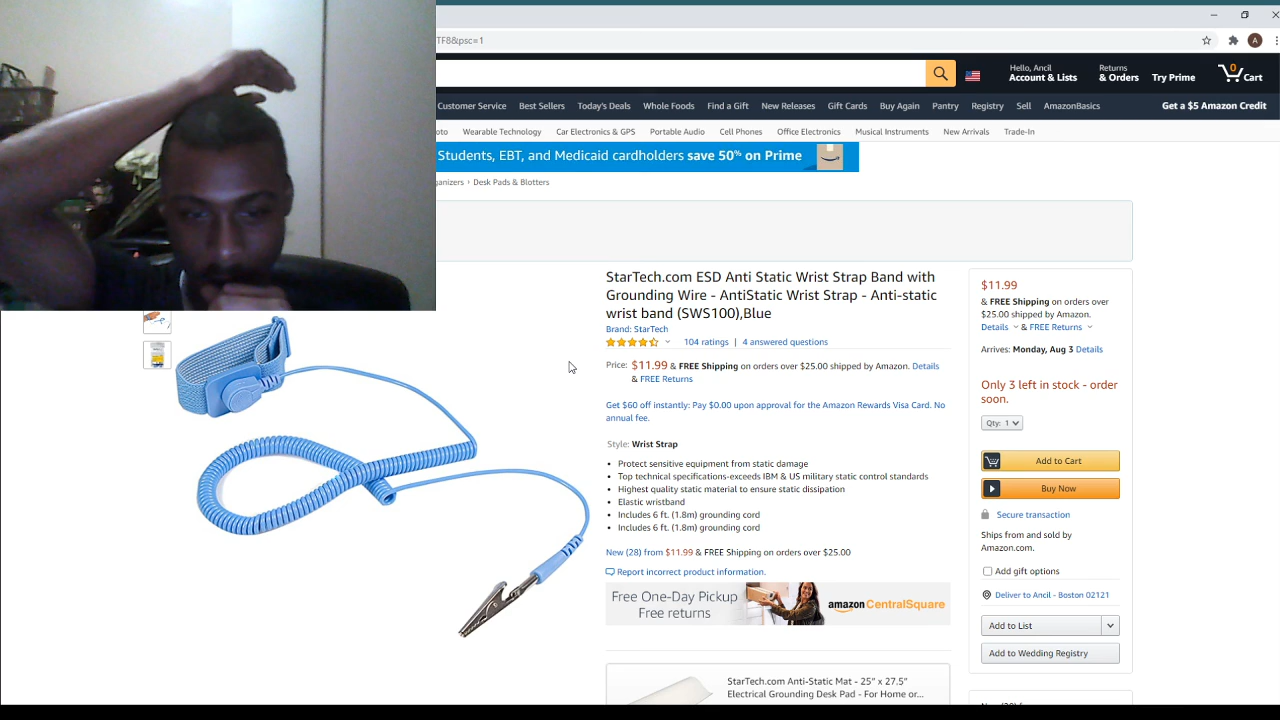 TF8&psc=1
A
Hello, Ancil
Account & Lists
Returns
& Orders
Try Prime
0
Cart
Customer Service
Best Sellers
Today's Deals
Whole Foods
Find a Gift
New Releases
Gift Cards
Buy Again
Pantry
Registry
Sell
AmazonBasics
Get a $5 Amazon Credit
oto
Wearable Technology
Car Electronics & GPS
Portable Audio
Cell Phones
Office Electronics
Musical Instruments
New Arrivals
Trade-In
Students, EBT, and Medicaid cardholders save 50% on Prime
ganizers › Desk Pads & Blotters
StarTech.com ESD Anti Static Wrist Strap Band with
Grounding Wire - AntiStatic Wrist Strap - Anti-static
wrist band (SWS100),Blue
Brand: StarTech
104 ratings | 4 answered questions
Price: $11.99 & FREE Shipping on orders over $25.00 shipped by Amazon. Details
& FREE Returns
Get $60 off instantly: Pay $0.00 upon approval for the Amazon Rewards Visa Card. No
annual fee.
Style: Wrist Strap
• Protect sensitive equipment from static damage
• Top technical specifications-exceeds IBM & US military static control standards
• Highest quality static material to ensure static dissipation
• Elastic wristband
• Includes 6 ft. (1.8m) grounding cord
• Includes 6 ft. (1.8m) grounding cord
New (28) from $11.99 & FREE Shipping on orders over $25.00
Report incorrect product information.
Free One-Day Pickup
Free returns
amazon CentralSquare
StarTech.com Anti-Static Mat - 25" x 27.5"
Electrical Grounding Desk Pad - For Home or...
$11.99
& FREE Shipping on orders over
$25.00 shipped by Amazon.
Details & FREE Returns
Arrives: Monday, Aug 3 Details
Only 3 left in stock - order
soon.
Qty: 1
Add to Cart
Buy Now
Secure transaction
Ships from and sold by
Amazon.com.
Add gift options
Deliver to Ancil - Boston 02121
Add to List
Add to Wedding Registry